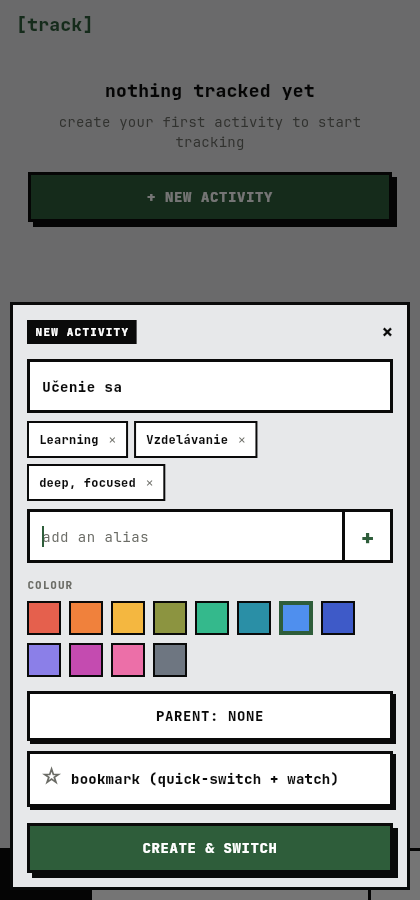 [track]
nothing tracked yet
create your first activity to start
tracking
+ NEW ACTIVITY
NEW ACTIVITY ×
Učenie sa
Learning × Vzdelávanie ×
deep, focused ×
add an alias +
COLOUR
PARENT: NONE
☆ bookmark (quick-switch + watch)
CREATE & SWITCH